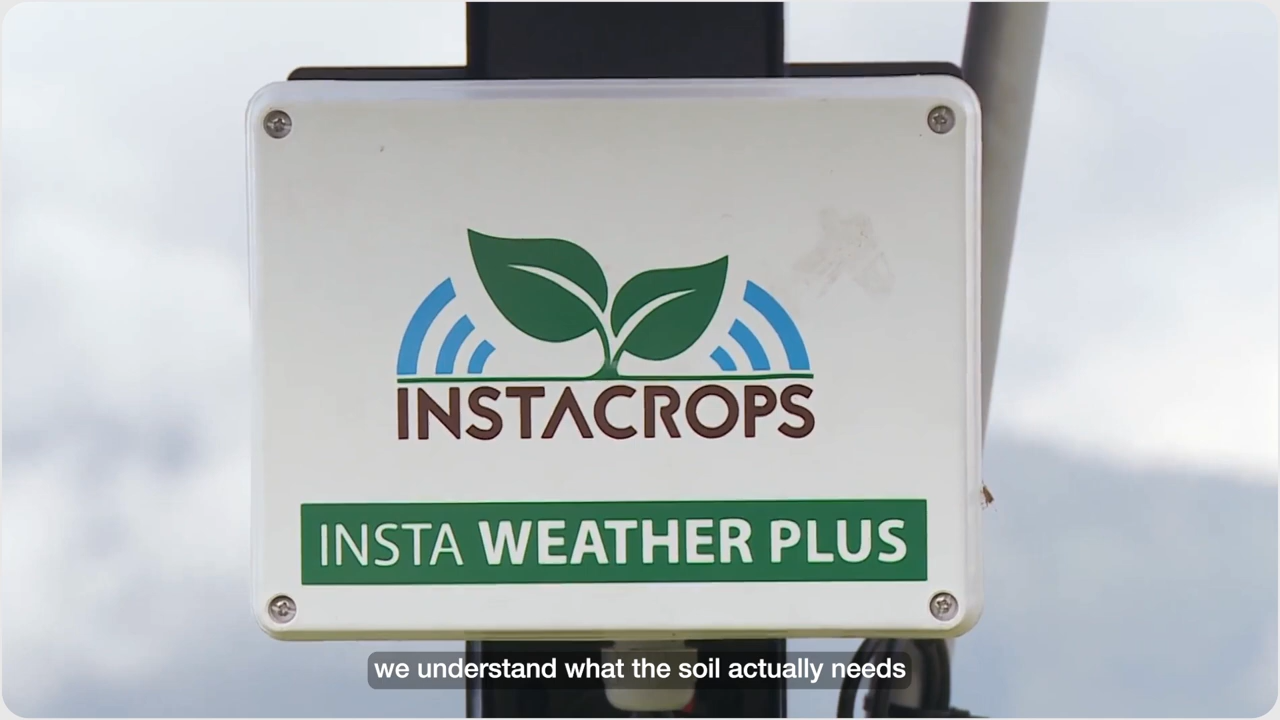 INSTACROPS
INSTA WEATHER PLUS
we understand what the soil actually needs